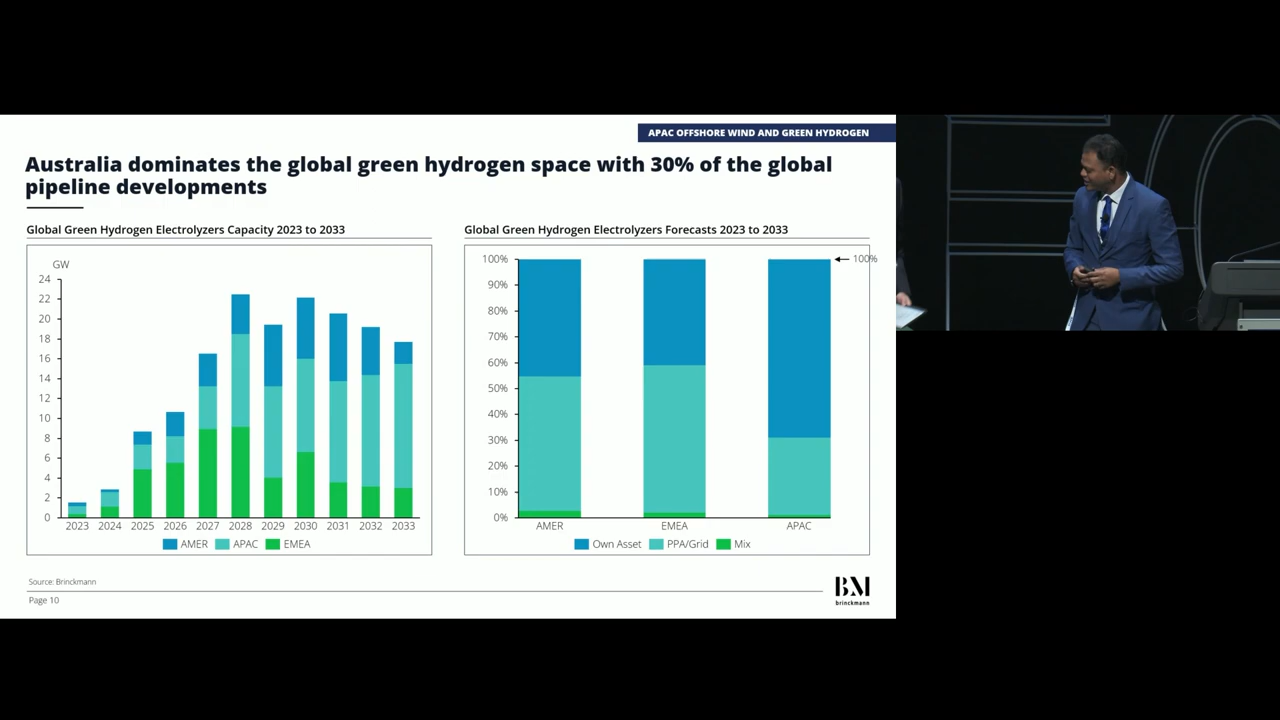 APAC OFFSHORE WIND AND GREEN HYDROGEN
Australia dominates the global green hydrogen space with 30% of the global
pipeline developments
Global Green Hydrogen Electrolyzers Capacity 2023 to 2033
GW
24
22
20
18
16
14
12
10
8
6
4
2
0
2023 2024 2025 2026 2027 2028 2029 2030 2031 2032 2033
AMER APAC EMEA
Global Green Hydrogen Electrolyzers Forecasts 2023 to 2033
100%
90%
80%
70%
60%
50%
40%
30%
20%
10%
0%
100%
AMER EMEA APAC
Own Asset PPA/Grid Mix
Source: Brinckmann
Page 10
BM
brinckmann